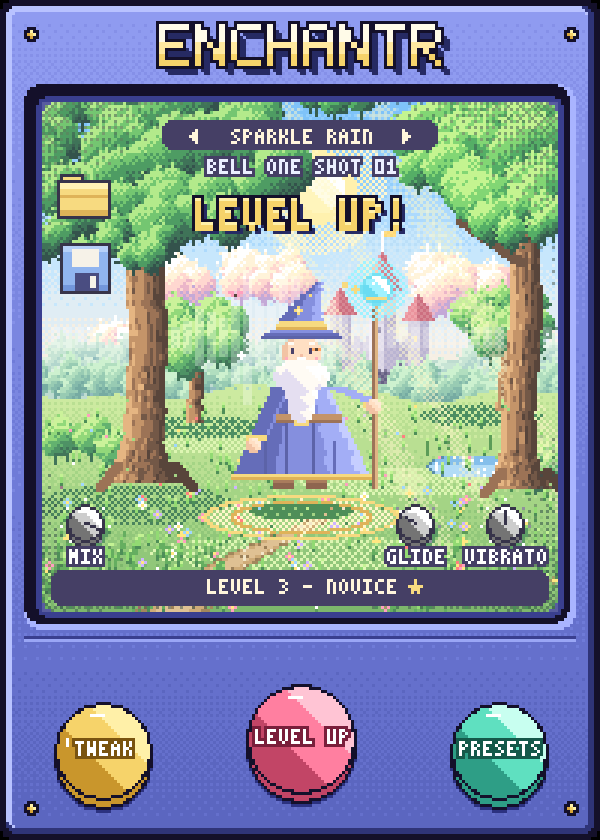 ENCHANTR
SPARKLE RAIN
BELL ONE SHOT 01
LEVEL UP!
MIX
GLIDE
VIBRATO
LEVEL 3 - NOVICE
'TWEAK
LEVEL UP
PRESETS